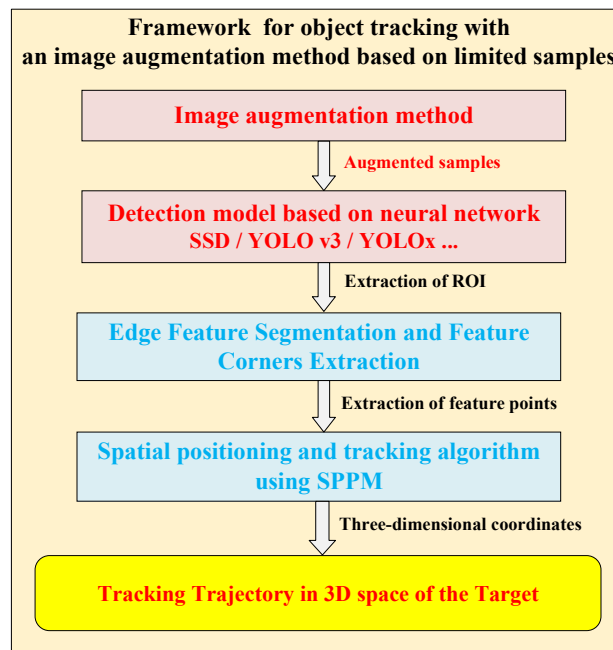 Framework for object tracking with
an image augmentation method based on limited samples
Image augmentation method
Augmented samples
Detection model based on neural network
SSD / YOLO v3 / YOLOx ...
Extraction of ROI
Edge Feature Segmentation and Feature
Corners Extraction
Extraction of feature points
Spatial positioning and tracking algorithm
using SPPM
Three-dimensional coordinates
Tracking Trajectory in 3D space of the Target